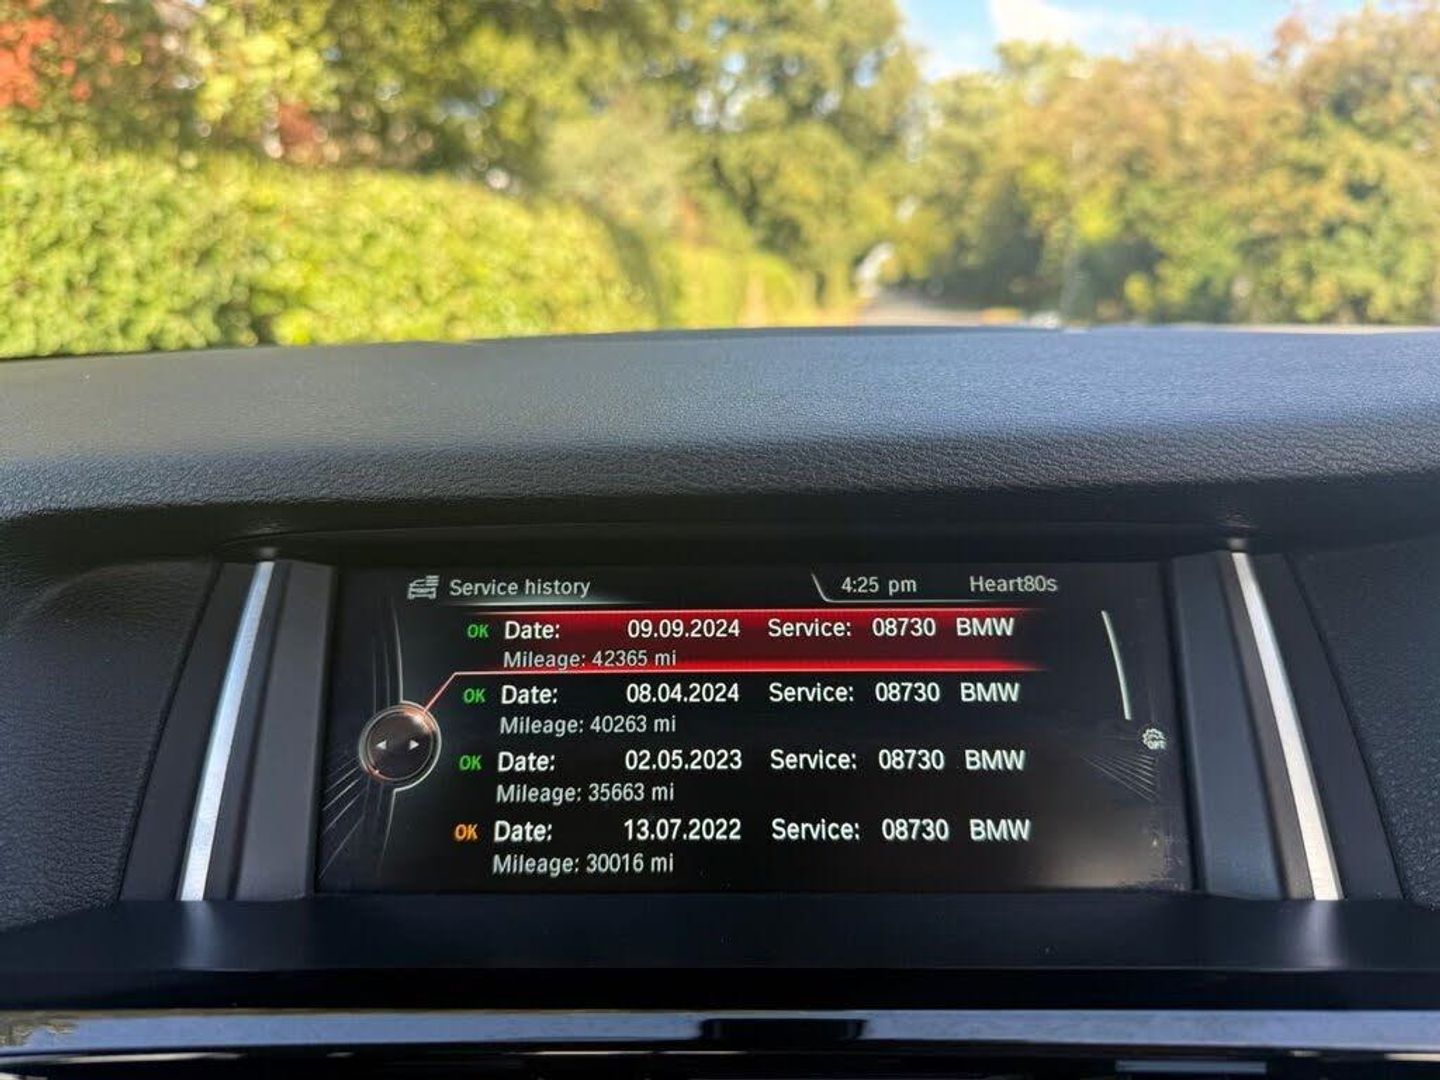 Service history 4:25 pm Heart80s
OK Date: 09.09.2024 Service: 08730 BMW
Mileage: 42365 mi
OK Date: 08.04.2024 Service: 08730 BMW
Mileage: 40263 mi
OK Date: 02.05.2023 Service: 08730 BMW
Mileage: 35663 mi
OK Date: 13.07.2022 Service: 08730 BMW
Mileage: 30016 mi